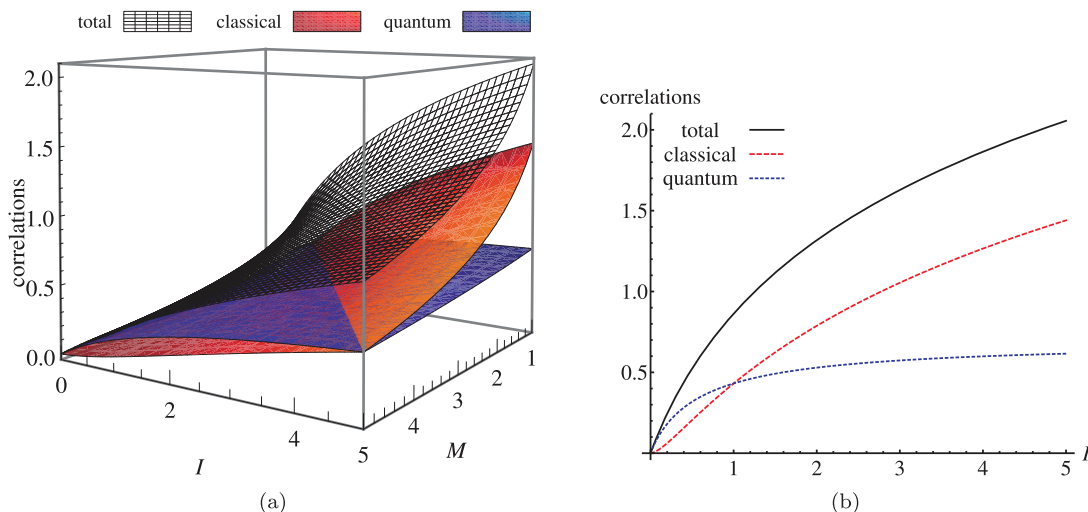 total classical quantum
2.0
1.5
1.0
0.5
0.0
correlations
0
2
4
5
I
4
3
2
1
M
(a)
correlations
total
classical
quantum
2.0
1.5
1.0
0.5
1 2 3 4 5
I
(b)